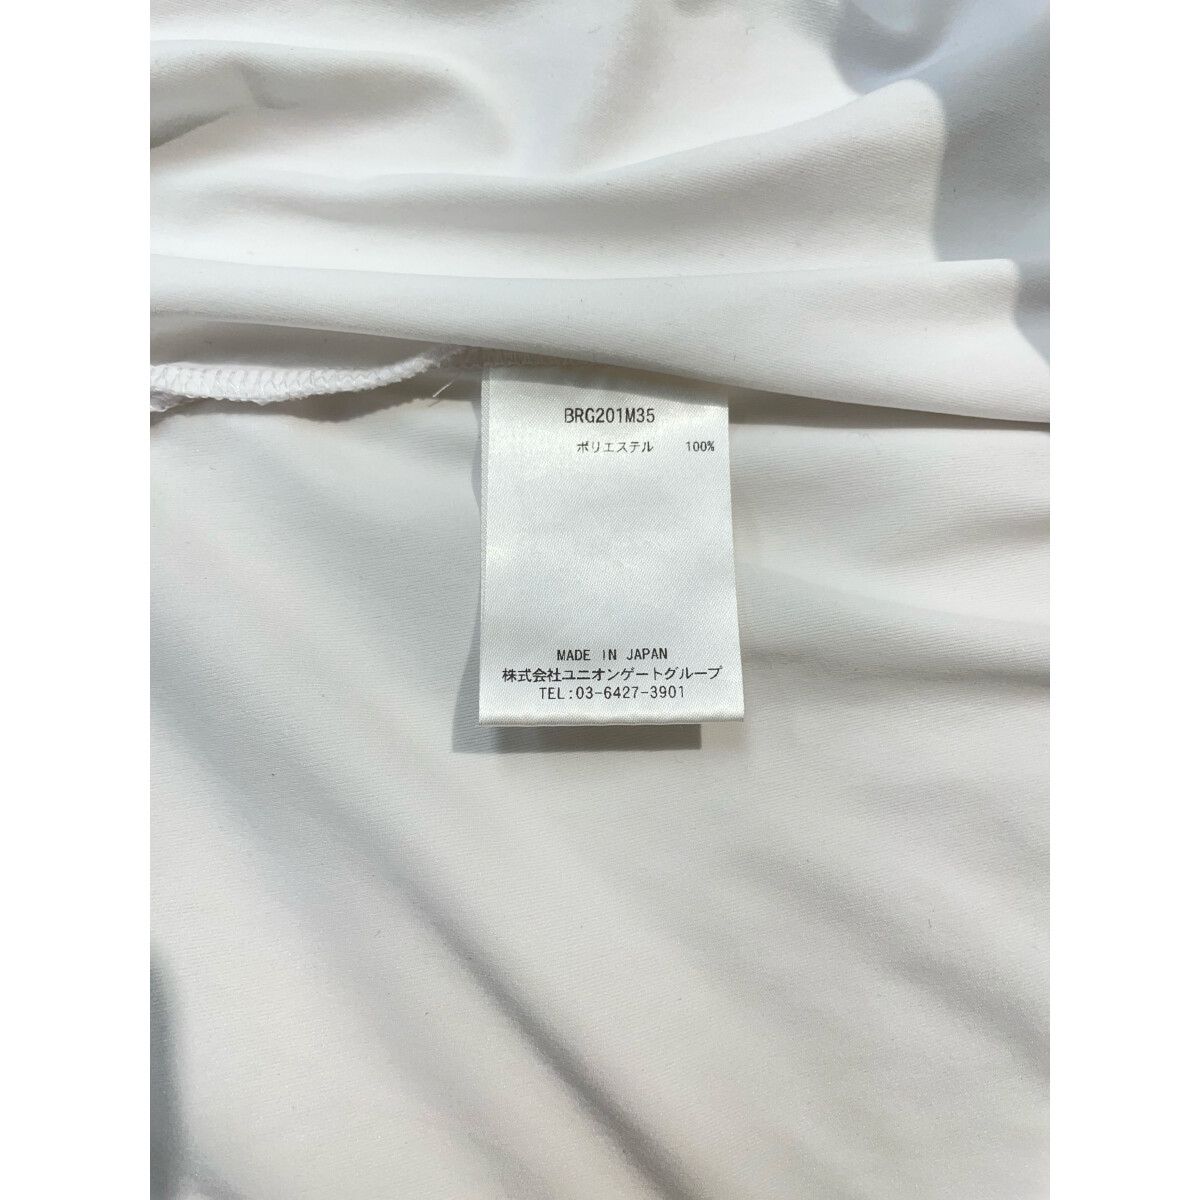 BRG201M35
ポリエステル 100%
MADE IN JAPAN
株式会社ユニオンゲートグループ
TEL:03-6427-3901